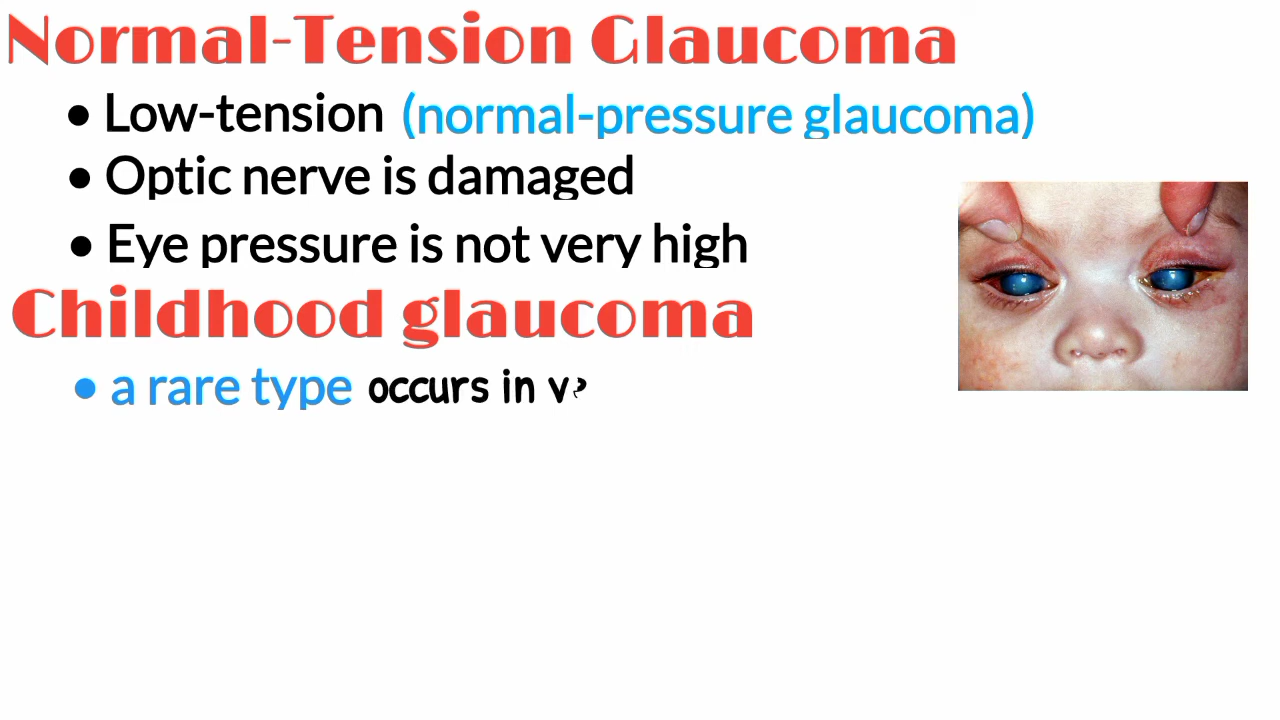 Normal-Tension Glaucoma
• Low-tension (normal-pressure glaucoma)
• Optic nerve is damaged
• Eye pressure is not very high
Childhood glaucoma
• a rare type occurs in